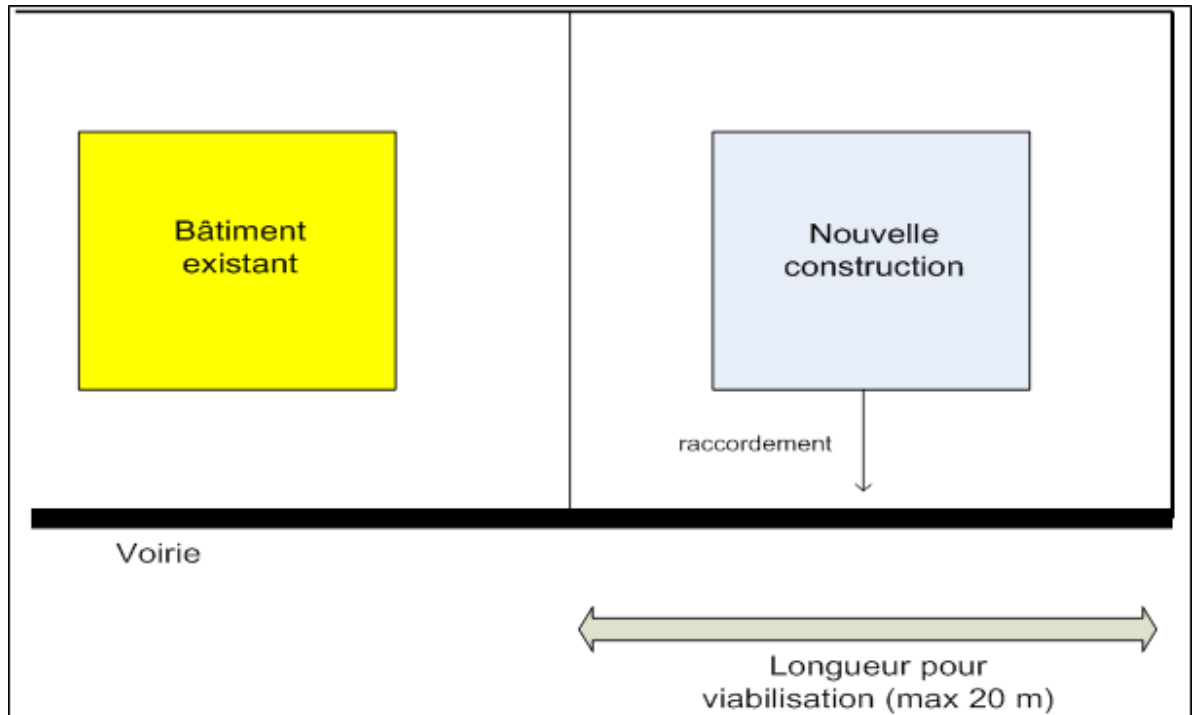 Bâtiment
existant
Nouvelle
construction
raccordement
Voirie
Longueur pour
viabilisation (max 20 m)